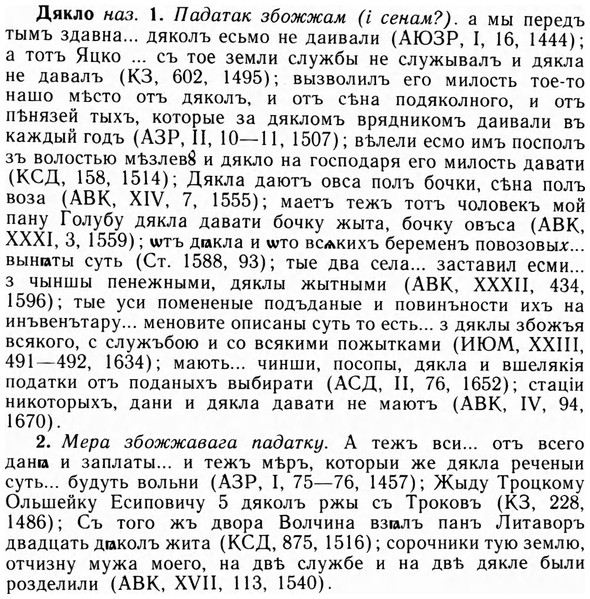 Дякло наз. 1. Падатак збожжам (і сенам?). а мы передъ
тымъ здавна... дяколъ есьмо не даивали (АЮЗР, I, 16, 1444);
а тотъ Яцко ... съ тое земли службы не служывалъ и дякла
не давалъ (КЗ, 602, 1495); вызволилъ его милость тое-то
нашо мѣсто отъ дяколъ, и отъ сѣна подяколного, и отъ
пѣнязей тыхъ, которые за дякломъ врядникомъ даивали въ
каждый годъ (АЗР, II, 10—11, 1507); вѣлели есмо имъ посполъ
зъ волостью мѣзлевꙋ и дякло на господаря его милость давати
(КСД, 158, 1514); Дякла даютъ овса полъ бочки, сѣна полъ
воза (АВК, XIV, 7, 1555); маетъ тежъ тотъ чоловекъ мой
пану Голубу дякла давати бочку жыта, бочку овъса (АВК,
XXXI, 3, 1559); ѡтъ дꙗкла и ѡто всѧкихъ беременъ повозовых...
вынꙗты суть (Ст. 1588, 93); тые два села... заставил есми...
з чыншы пенежными, дяклы жытными (АВК, XXXII, 434,
1596); тые уси помененые подъданые и повинъности ихъ на
инъвенътару... меновите описаны суть то есть... з дяклы збожъя
всякого, с служъбою и со всякими пожытками (ИЮМ, XXIII,
491—492, 1634); мають... чинши, посопы, дякла и вшелякія
податки отъ поданыхъ выбирати (АСД, II, 76, 1652); стаціи
никоторыхъ, дани и дякла давати не маютъ (АВК, IV, 94,
1670).
2. Мера збожжавага падатку. А тежъ вси... отъ всего
данꙗ и заплаты... и тежъ мѣръ, которыи же дякла реченыи
суть... будуть вольни (АЗР, I, 75—76, 1457); Жыду Троцкому
Ольшейку Есиповичу 5 дяколъ ржы съ Троковъ (КЗ, 228,
1486); Съ того жъ двора Волчина взꙗлъ панъ Литаворъ
двадцать дꙗколъ жита (КСД, 875, 1516); сорочники тую землю,
отчизну мужа моего, на двѣ службе и на двѣ дякле были
розделили (АВК, XVII, 113, 1540).